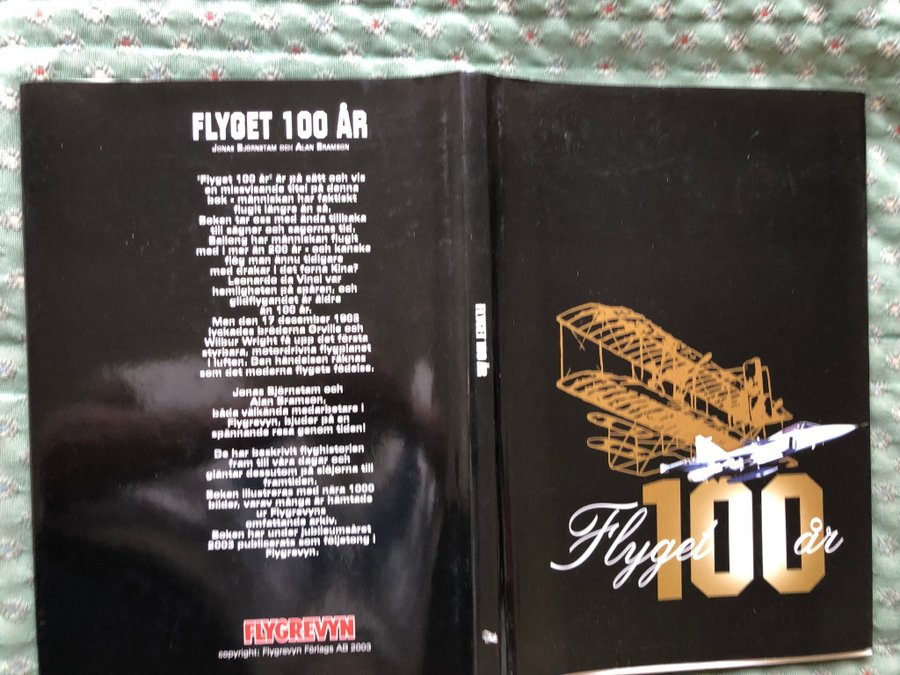 FLYGET 100 ÅR
JONAS BJÖRNSTAM OCH ALAN BRAMSON
'Flyget 100 år' är på sätt och vis
en missvisande titel på denna
bok - människan har faktiskt
flugit längre än så.
Boken tar oss med ända tillbaka
till sägner och sagornas tid.
Ballong har människan flugit
med i mer än 200 år - och kanske
flög man ännu tidigare
med drakar i det forna Kina?
Leonardo da Vinci var
hemligheten på spåren, och
glidflygandet är äldre
än 100 år.
Men den 17 december 1903
lyckades bröderna Orville och
Wilbur Wright få upp det första
styrbara, motordrivna flygplanet
i luften. Den händelsen räknas
som det moderna flygets födelse.
Jonas Björnstam och
Alan Bramson,
båda välkända medarbetare i
Flygrevyn, bjuder på en
spännande resa genom tiden!
De har beskrivit flyghistorien
fram till våra dagar och
gläntar dessutom på slöjorna till
framtiden.
Boken illustreras med nära 1000
bilder, varav många är hämtade
ur Flygrevyns
omfattande arkiv.
Boken har under jubileumsåret
2003 publicerats som följetong i
Flygrevyn.
FLYGREVYN
copyright: Flygrevyn Förlags AB 2003
FLYGET 100 ÅR
Flyget 100 år